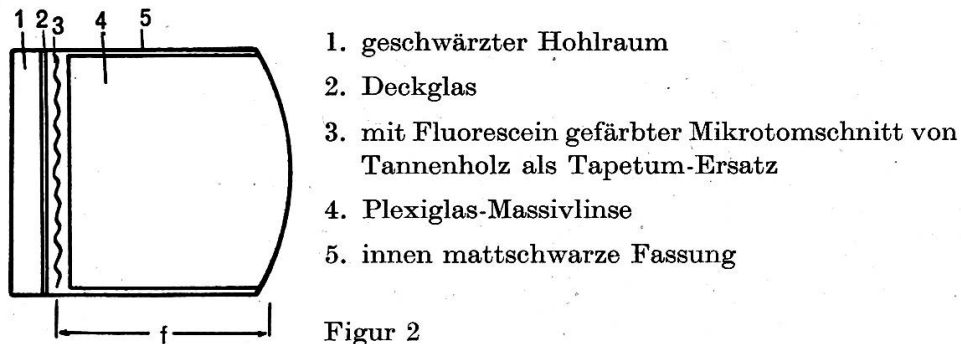 1 2 3 4 5
1. geschwärzter Hohlraum
2. Deckglas
3. mit Fluorescein gefärbter Mikrotomschnitt von
Tannenholz als Tapetum-Ersatz
4. Plexiglas-Massivlinse
5. innen mattschwarze Fassung
f
Figur 2